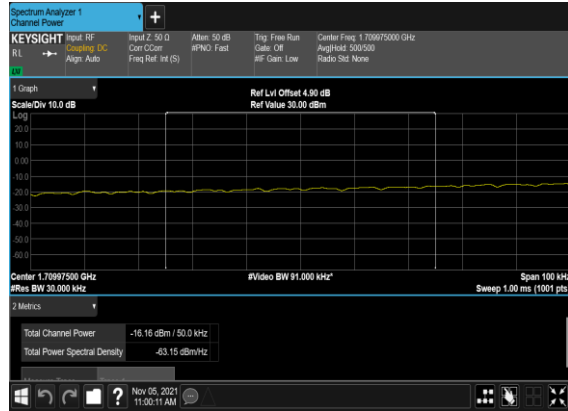 Spectrum Analyzer 1
Channel Power
+
KEYSIGHT
RL
LXI
Input: RF
Coupling: DC
Align: Auto
Input Z: 50 Ω
Corr CCorr
Freq Ref: Int (S)
Atten: 50 dB
#PNO: Fast
Trig: Free Run
Gate: Off
#IF Gain: Low
Center Freq: 1.709975000 GHz
Avg|Hold: 500/500
Radio Std: None
1 Graph
Scale/Div 10.0 dB
Ref Lvl Offset 4.90 dB
Ref Value 30.00 dBm
Log
20.0
10.0
0.00
-10.0
-20.0
-30.0
-40.0
-50.0
-60.0
Center 1.70997500 GHz
#Res BW 30.000 kHz
#Video BW 91.000 kHz*
Span 100 kHz
Sweep 1.00 ms (1001 pts)
2 Metrics
Total Channel Power -16.16 dBm / 50.0 kHz
Total Power Spectral Density -63.15 dBm/Hz
?
Nov 05, 2021
11:00:11 AM